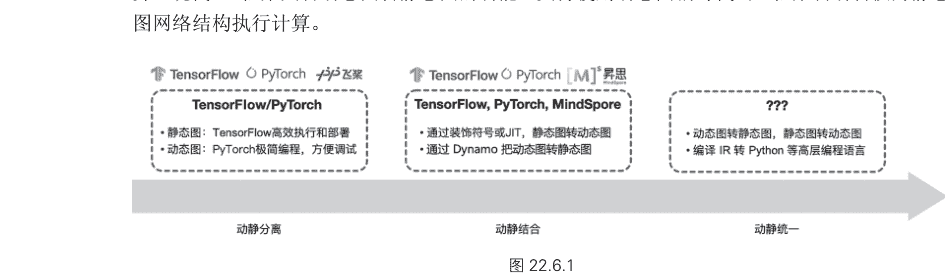 图网络结构执行计算。
TensorFlow PyTorch 飞桨
TensorFlow PyTorch [M]s 昇思
MindSpore
TensorFlow/PyTorch
• 静态图：TensorFlow高效执行和部署
• 动态图：PyTorch极简编程，方便调试
TensorFlow, PyTorch, MindSpore
• 通过装饰符号或JIT，静态图转动态图
• 通过 Dynamo 把动态图转静态图
???
• 动态图转静态图，静态图转动态图
• 编译 IR 转 Python 等高层编程语言
动静分离
动静结合
动静统一
图 22.6.1